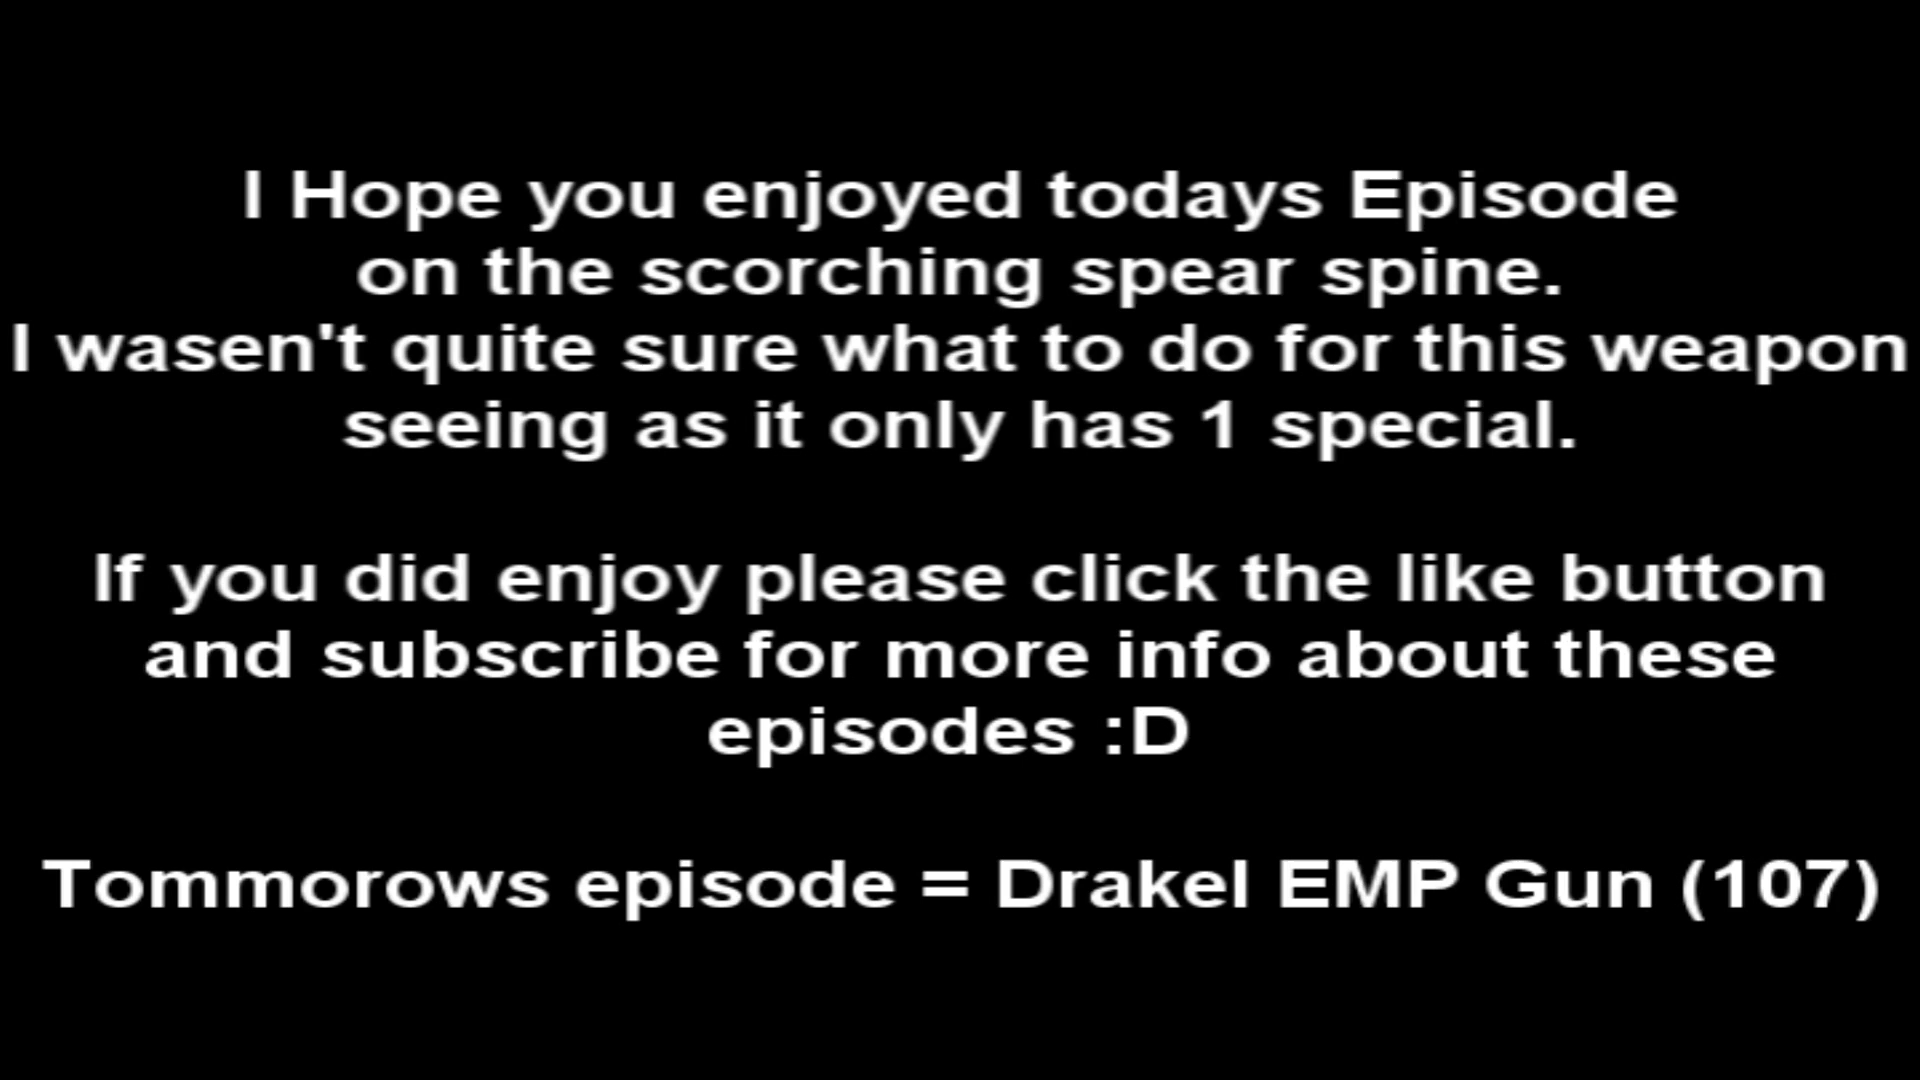 I Hope you enjoyed todays Episode
on the scorching spear spine.
I wasen't quite sure what to do for this weapon
seeing as it only has 1 special.
If you did enjoy please click the like button
and subscribe for more info about these
episodes :D
Tommorows episode = Drakel EMP Gun (107)